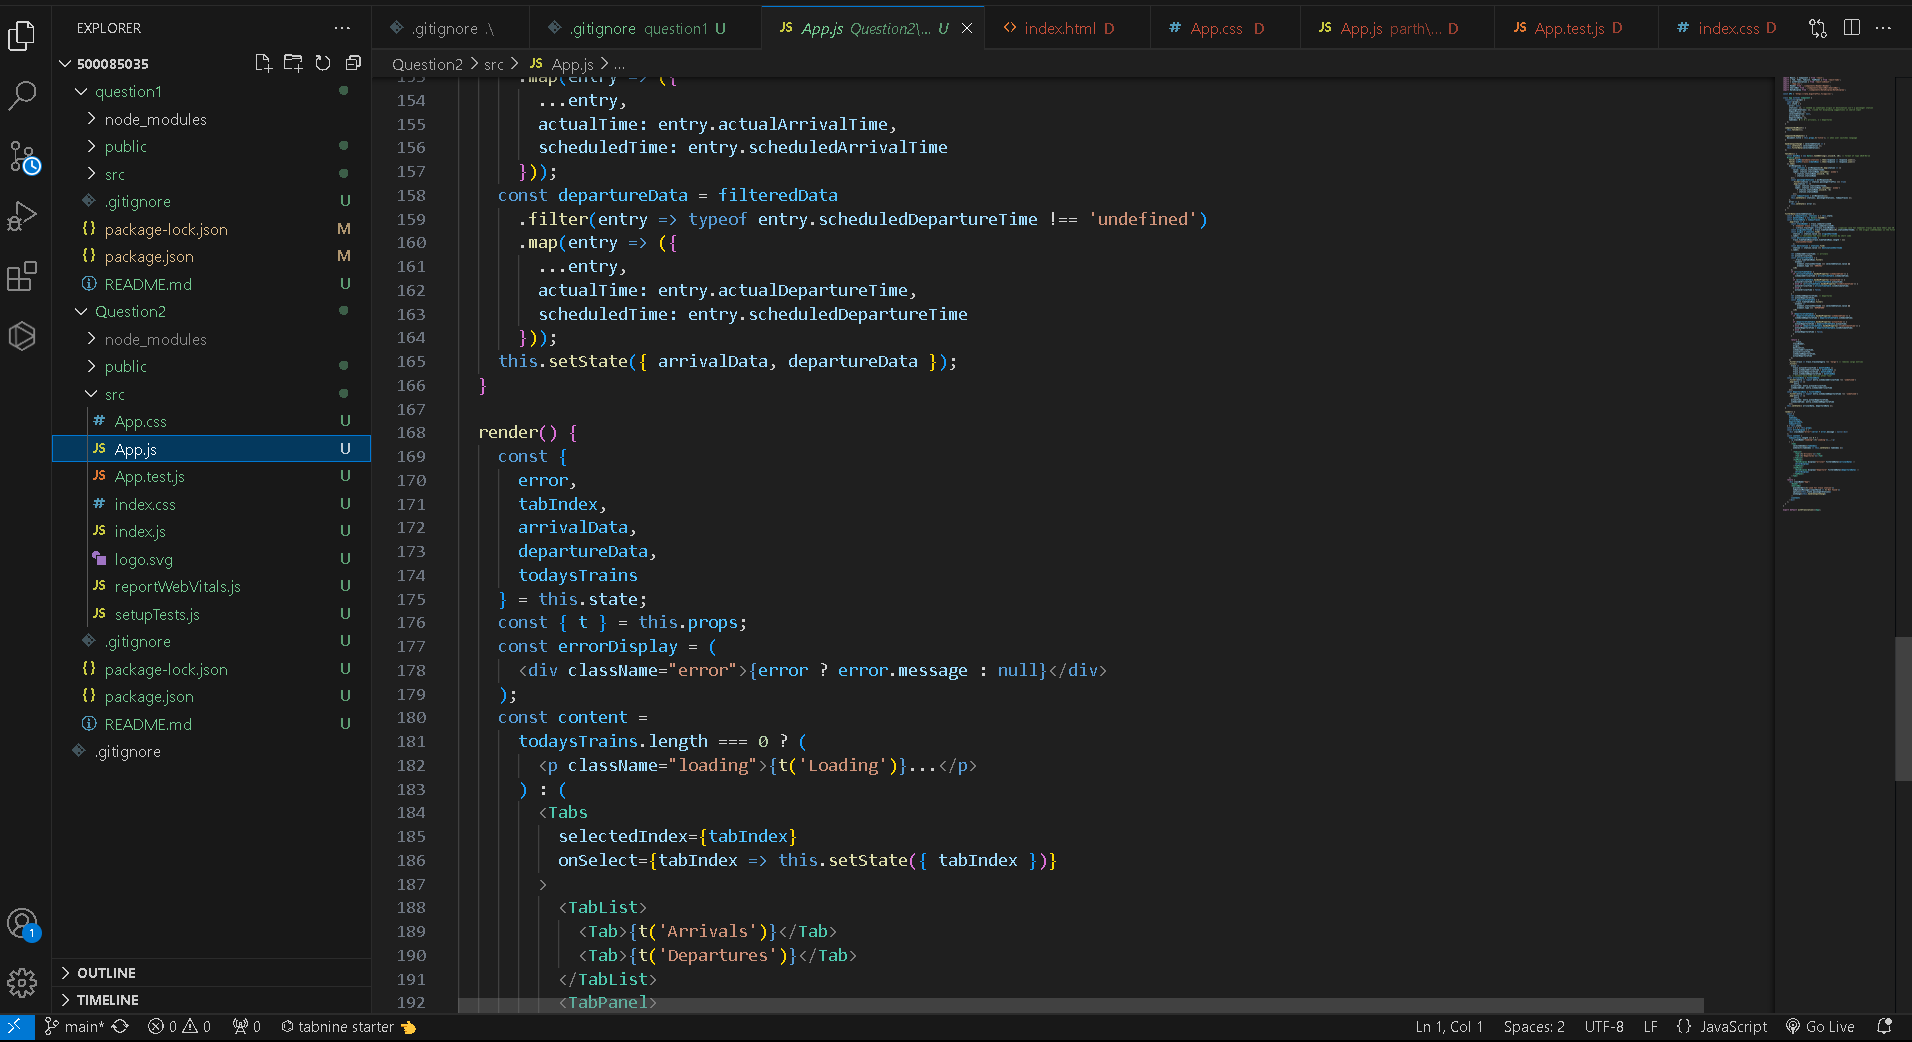 EXPLORER
500085035
question1
node_modules
public
src
.gitignore U
package-lock.json M
package.json M
README.md U
Question2
node_modules
public
src
App.css U
App.js U
App.test.js U
index.css U
index.js U
logo.svg U
reportWebVitals.js U
setupTests.js U
.gitignore U
package-lock.json U
package.json U
README.md U
.gitignore
OUTLINE
TIMELINE
.gitignore .\
.gitignore question1 U
App.js Question2\... U
index.html D
App.css D
App.js parth\... D
App.test.js D
index.css D
Question2 > src > JS App.js > ...
153 .map(entry => ({
154 ...entry,
155 actualTime: entry.actualArrivalTime,
156 scheduledTime: entry.scheduledArrivalTime
157 }));
158 const departureData = filteredData
159 .filter(entry => typeof entry.scheduledDepartureTime !== 'undefined')
160 .map(entry => ({
161 ...entry,
162 actualTime: entry.actualDepartureTime,
163 scheduledTime: entry.scheduledDepartureTime
164 }));
165 this.setState({ arrivalData, departureData });
166 }
167
168 render() {
169 const {
170 error,
171 tabIndex,
172 arrivalData,
173 departureData,
174 todaysTrains
175 } = this.state;
176 const { t } = this.props;
177 const errorDisplay = (
178 <div className="error">{error ? error.message : null}</div>
179 );
180 const content =
181 todaysTrains.length === 0 ? (
182 <p className="loading">{t('Loading')}...</p>
183 ) : (
184 <Tabs
185 selectedIndex={tabIndex}
186 onSelect={tabIndex => this.setState({ tabIndex })}
187 >
188 <TabList>
189 <Tab>{t('Arrivals')}</Tab>
190 <Tab>{t('Departures')}</Tab>
191 </TabList>
192 <TabPanel>
1
main* 0 0 0 tabnine starter 👈 Ln 1, Col 1 Spaces: 2 UTF-8 LF {} JavaScript Go Live